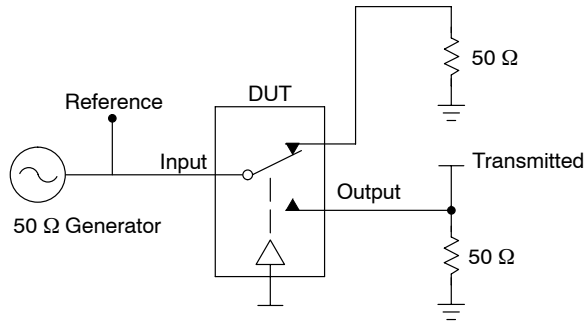 50 Ω
DUT
Reference
Input
Transmitted
Output
50 Ω Generator
50 Ω